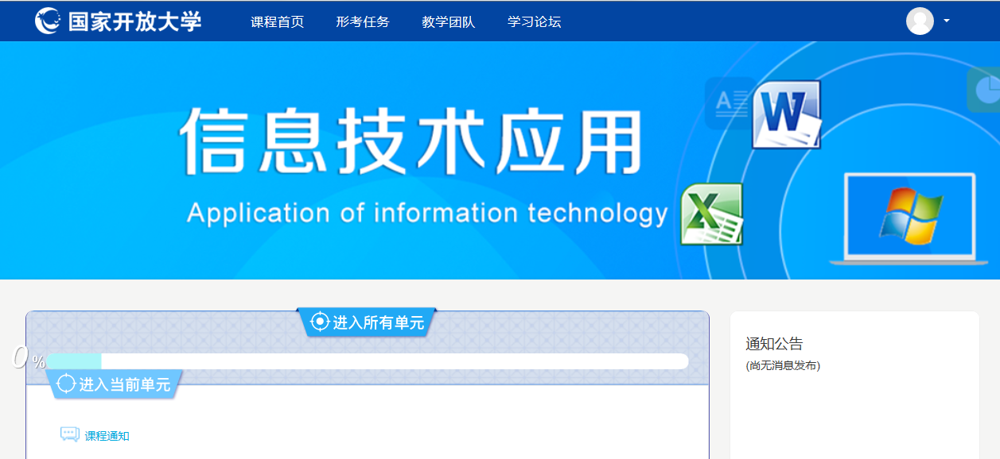 国家开放大学
课程首页 形考任务 教学团队 学习论坛
信息技术应用
Application of information technology
A
W
X
进入所有单元
0 %
进入当前单元
课程通知
通知公告
(尚无消息发布)